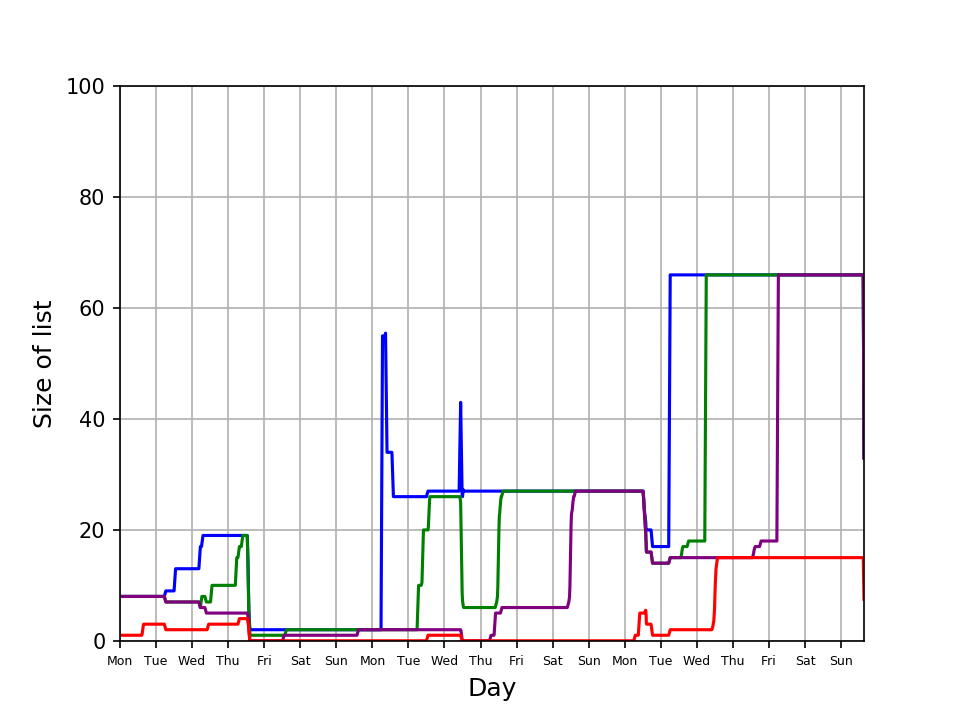 100
80
60
40
20
0
Size of list
Mon Tue Wed Thu Fri Sat Sun Mon Tue Wed Thu Fri Sat Sun Mon Tue Wed Thu Fri Sat Sun
Day